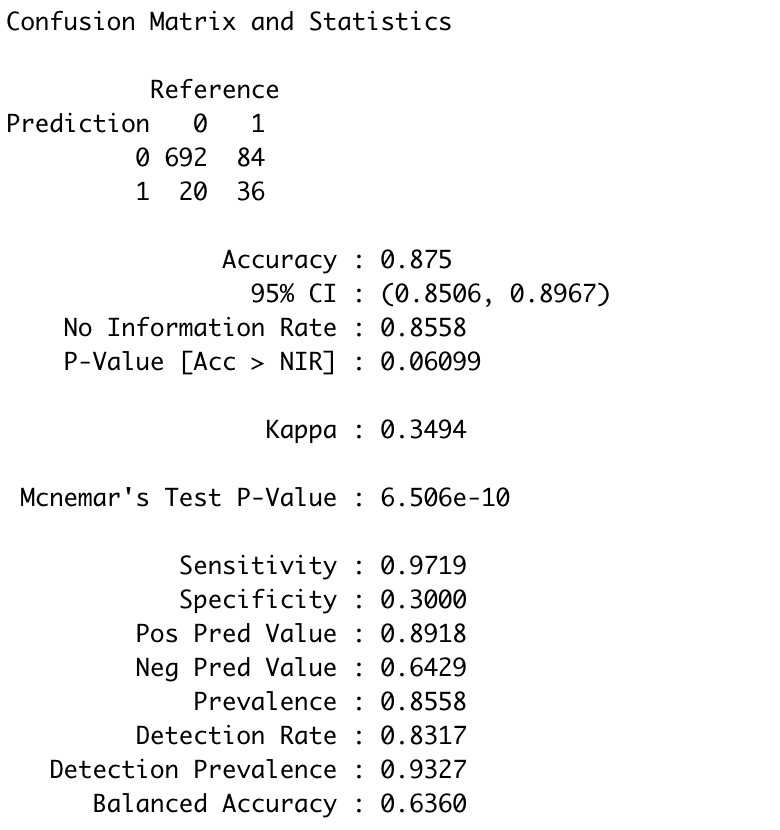 Confusion Matrix and Statistics
Reference
Prediction 0 1
0 692 84
1 20 36
Accuracy : 0.875
95% CI : (0.8506, 0.8967)
No Information Rate : 0.8558
P-Value [Acc > NIR] : 0.06099
Kappa : 0.3494
Mcnemar's Test P-Value : 6.506e-10
Sensitivity : 0.9719
Specificity : 0.3000
Pos Pred Value : 0.8918
Neg Pred Value : 0.6429
Prevalence : 0.8558
Detection Rate : 0.8317
Detection Prevalence : 0.9327
Balanced Accuracy : 0.6360